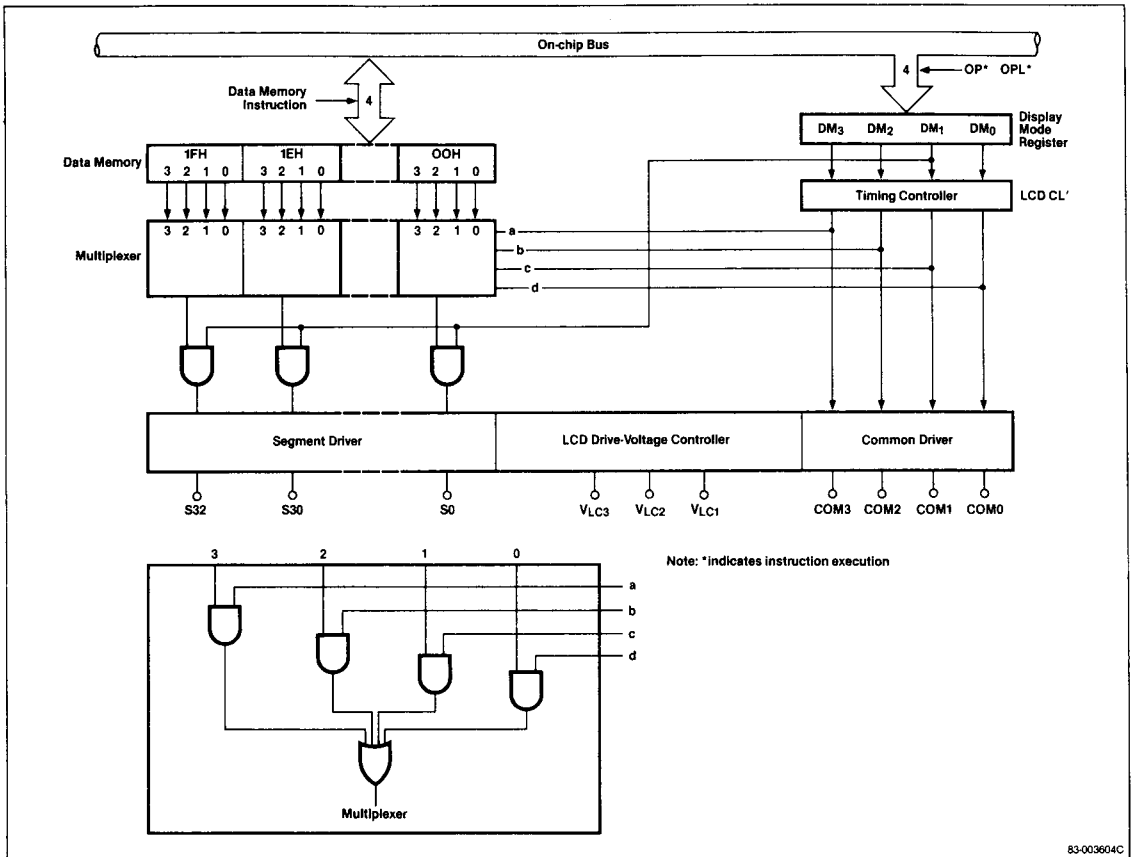 On-chip Bus
4
OP* OPL*
Data Memory
Instruction
4
DM3 DM2 DM1 DM0
Display
Mode
Register
Data Memory
1FH 1EH OOH
3 2 1 0 3 2 1 0 3 2 1 0
Timing Controller
LCD CL'
Multiplexer
3 2 1 0 3 2 1 0 3 2 1 0
a
b
c
d
Segment Driver
LCD Drive-Voltage Controller
Common Driver
S32 S30 S0 VLC3 VLC2 VLC1 COM3 COM2 COM1 COM0
3 2 1 0
Note: *indicates instruction execution
a
b
c
d
Multiplexer
83-003604C